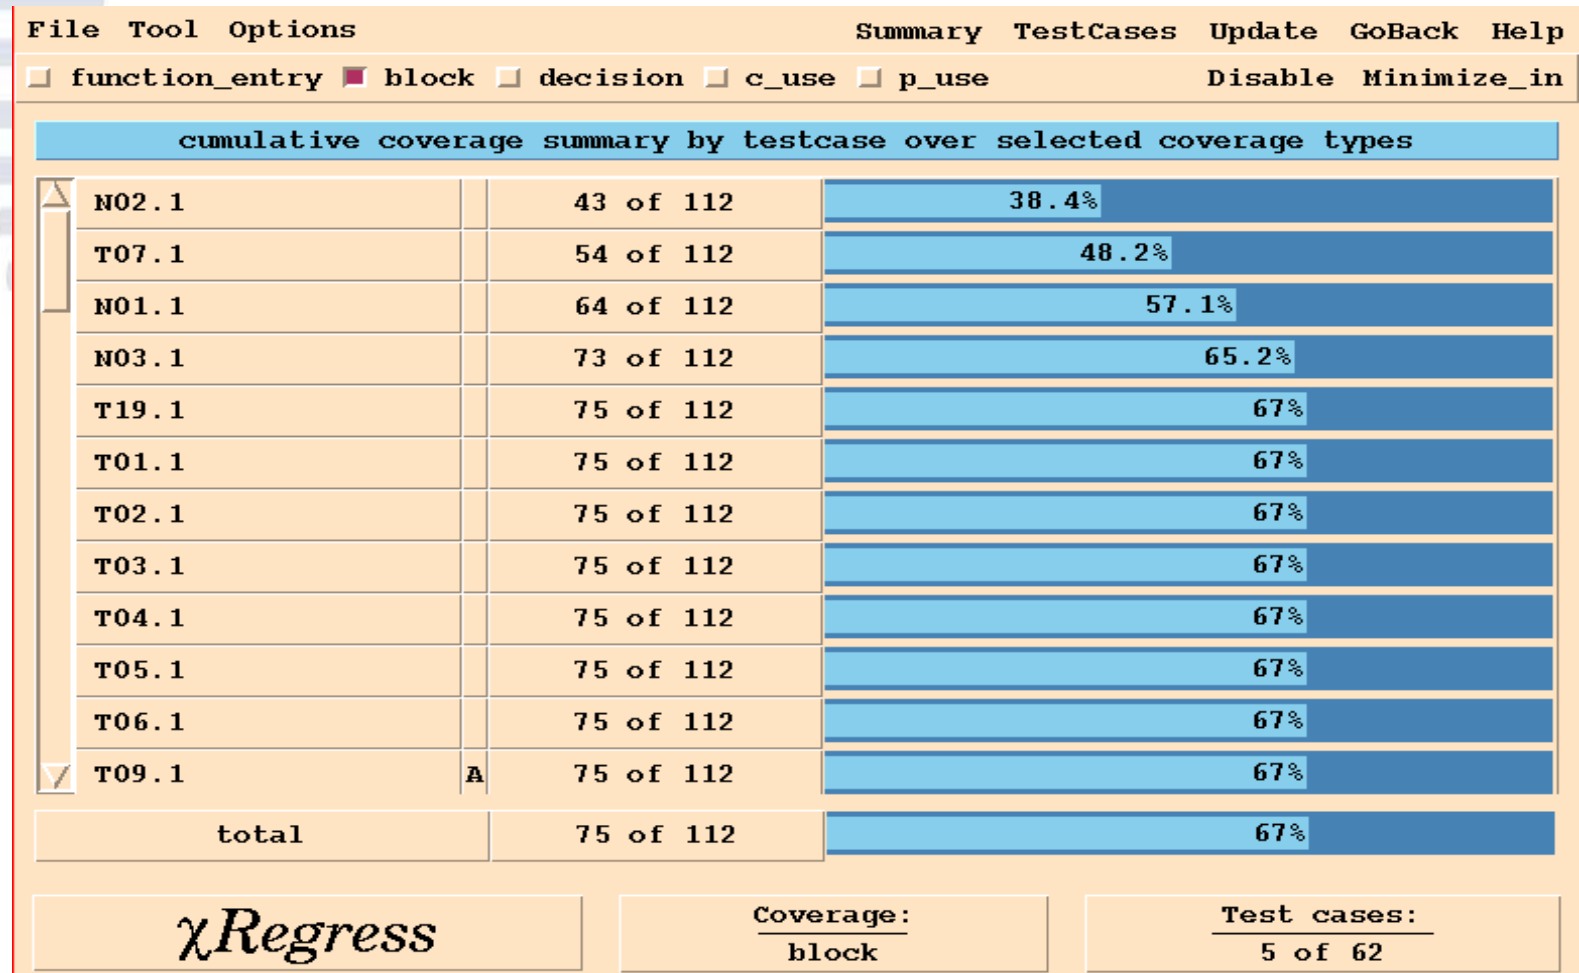 File Tool Options Summary TestCases Update GoBack Help
function_entry block decision c_use p_use Disable Minimize_in
cumulative coverage summary by testcase over selected coverage types
N02.1 43 of 112 38.4%
T07.1 54 of 112 48.2%
N01.1 64 of 112 57.1%
N03.1 73 of 112 65.2%
T19.1 75 of 112 67%
T01.1 75 of 112 67%
T02.1 75 of 112 67%
T03.1 75 of 112 67%
T04.1 75 of 112 67%
T05.1 75 of 112 67%
T06.1 75 of 112 67%
T09.1 A 75 of 112 67%
total 75 of 112 67%
χRegress
Coverage:
block
Test cases:
5 of 62